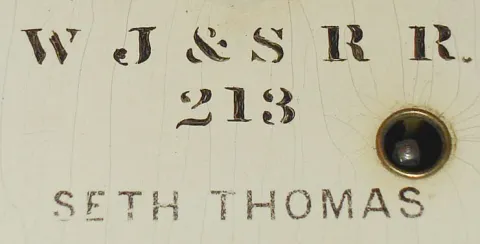 W J & S R R.
213
SETH THOMAS